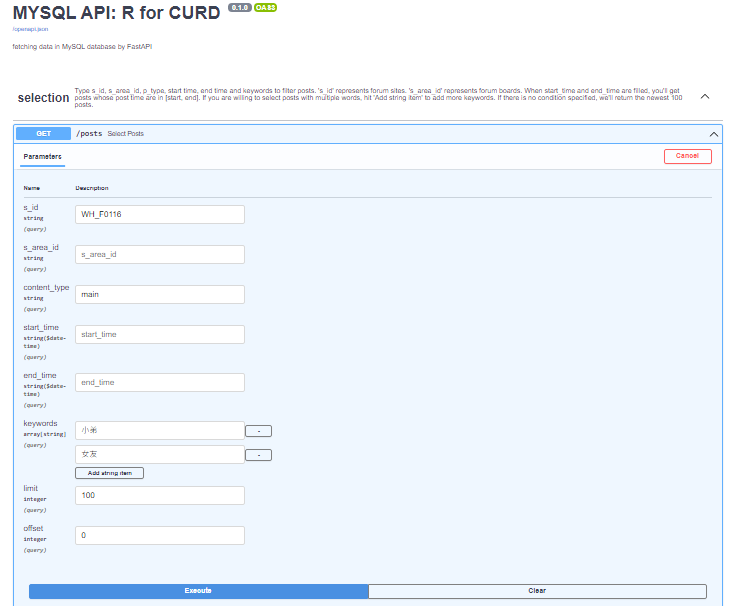 MYSQL API: R for CURD 0.1.0 OAS3
/openapi.json
fetching data in MySQL database by FastAPI
selection
Type s_id, s_area_id, p_type, start time, end time and keywords to filter posts. 's_id' represents forum sites. 's_area_id' represents forum boards. When start_time and end_time are filled, you'll get
posts whose post time are in [start, end]. If you are willing to select posts with multiple words, hit 'Add string item' to add more keywords. If there is no condition specified, we'll return the newest 100
posts.
GET /posts Select Posts
Parameters Cancel
Name Description
s_id
string
(query)
WH_F0116
s_area_id
string
(query)
s_area_id
content_type
string
(query)
main
start_time
string($date-
time)
(query)
start_time
end_time
string($date-
time)
(query)
end_time
keywords
array[string]
(query)
小弟 -
女友 -
Add string item
limit
integer
(query)
100
offset
integer
(query)
0
Execute Clear